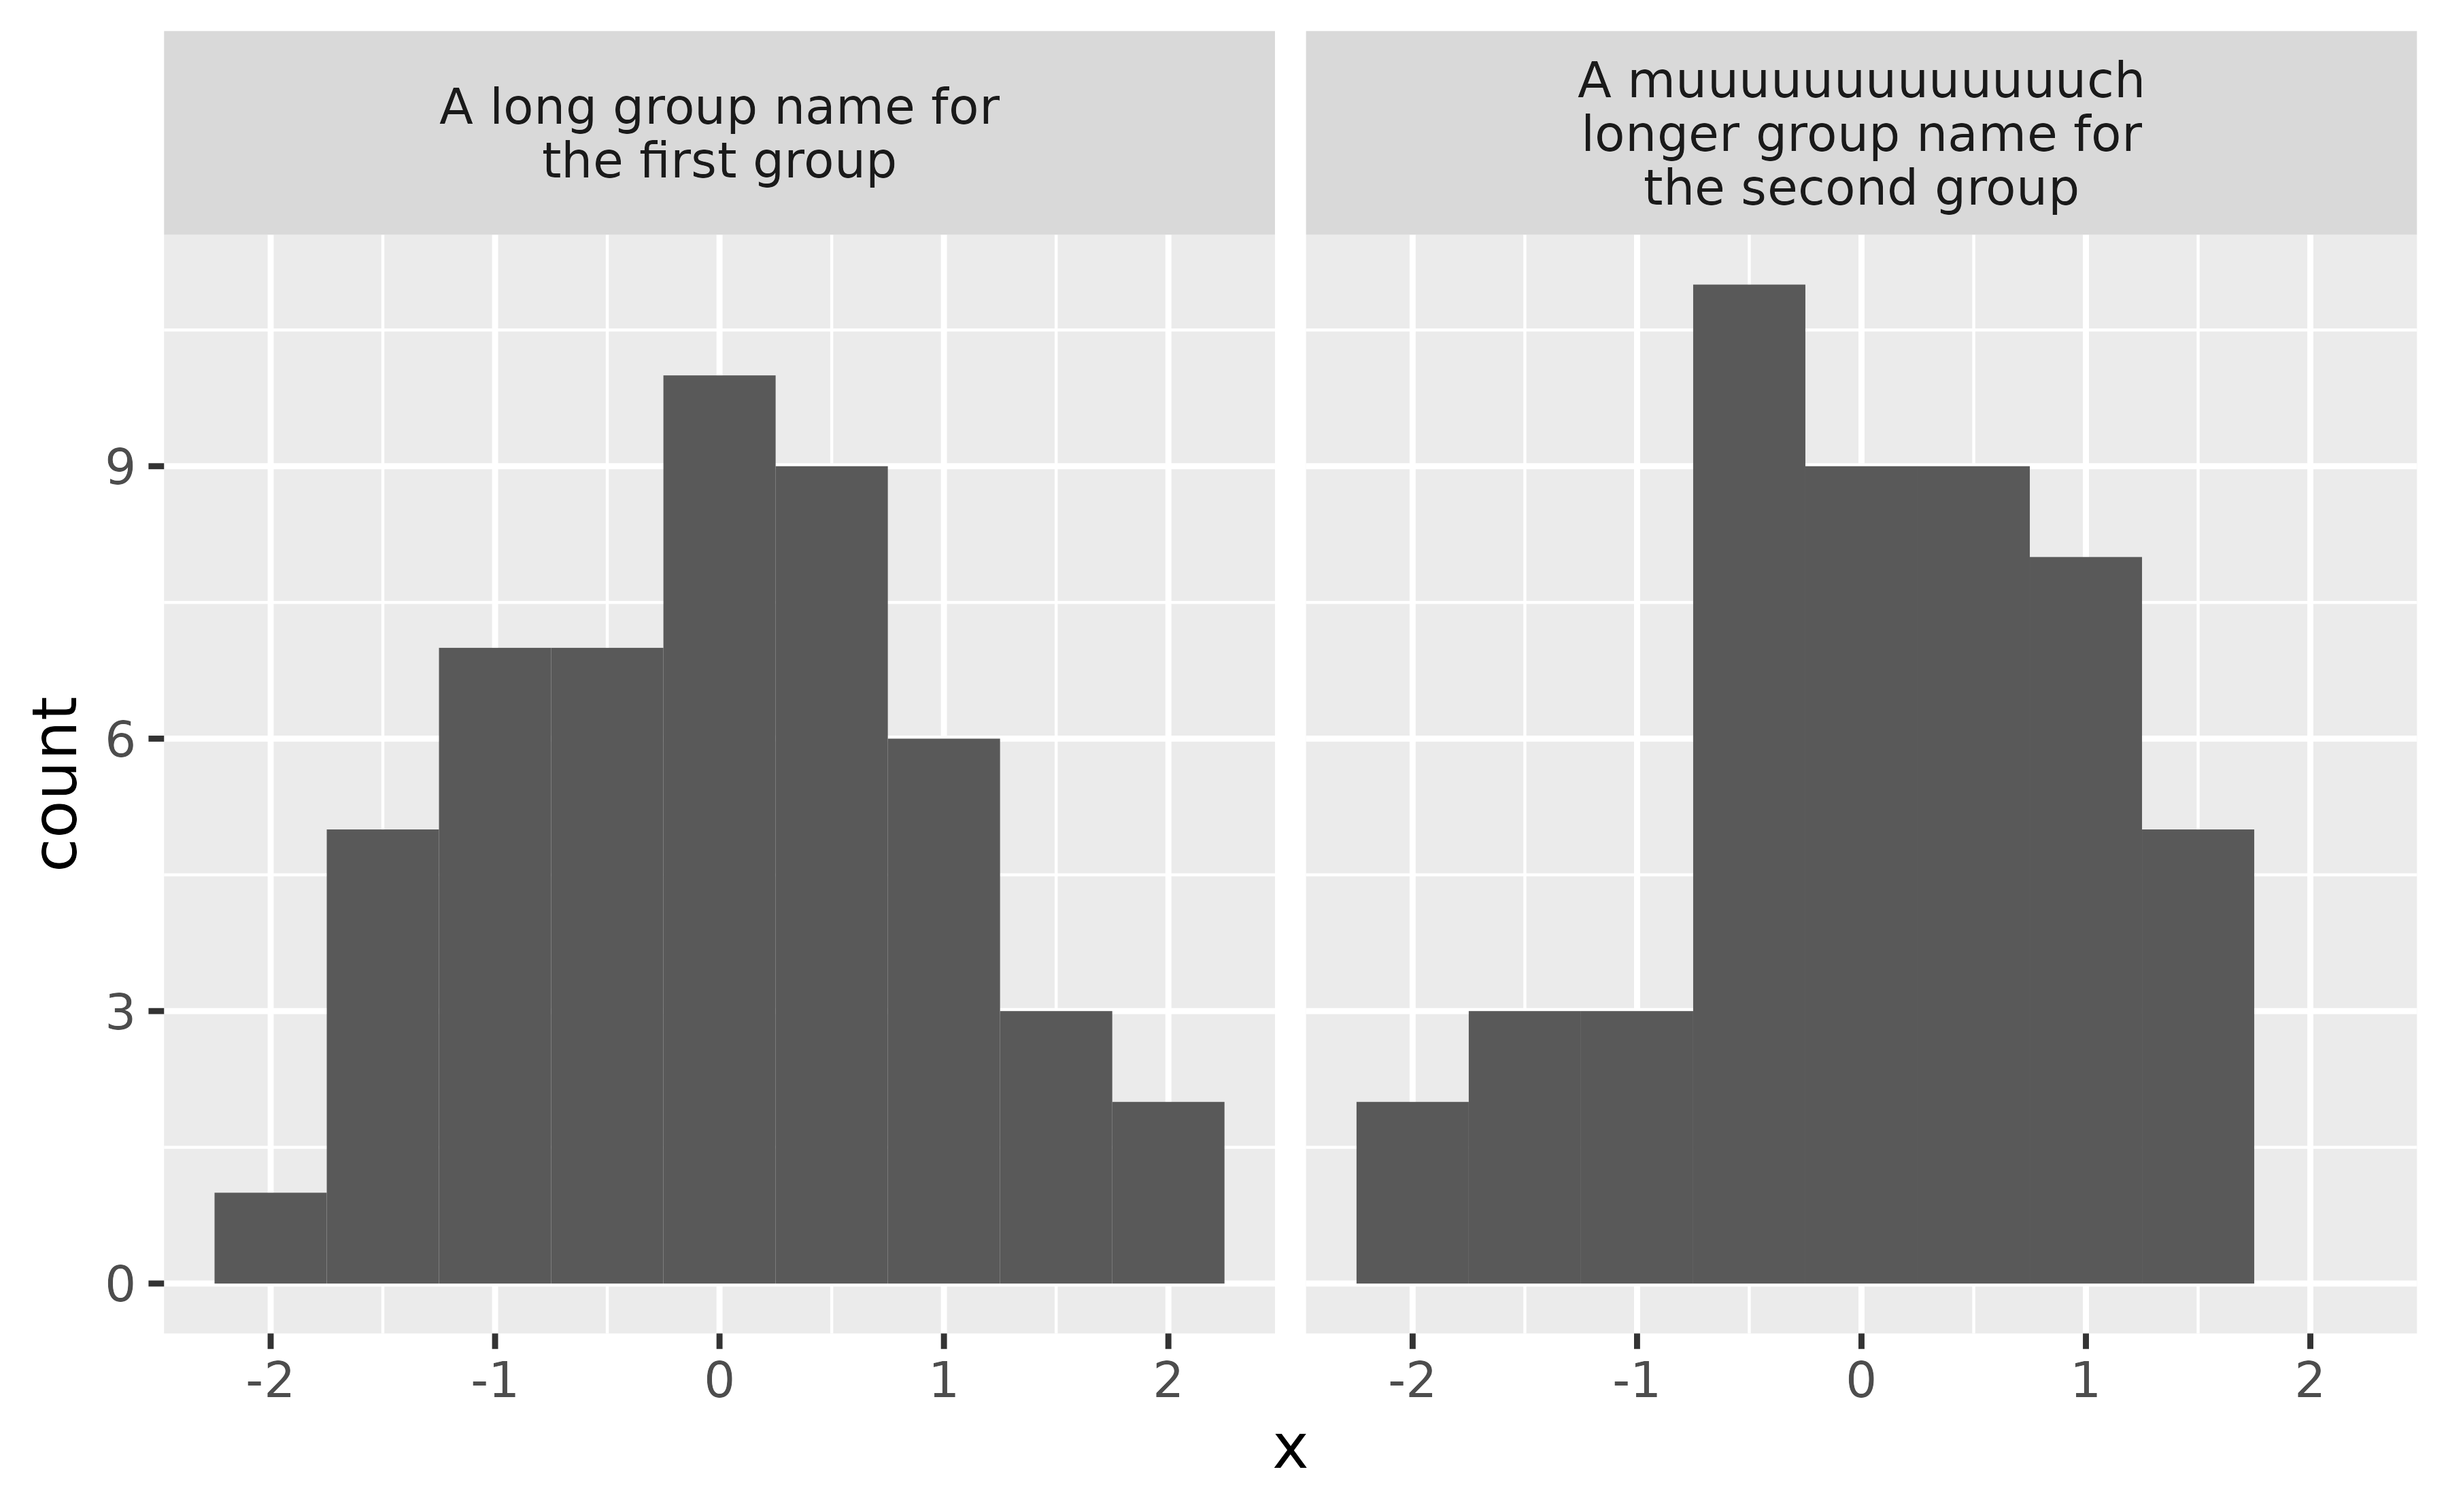 A long group name for
the first group
A muuuuuuuuuuuuuch
longer group name for
the second group
count
9
6
3
0
-2 -1 0 1 2
-2 -1 0 1 2
x